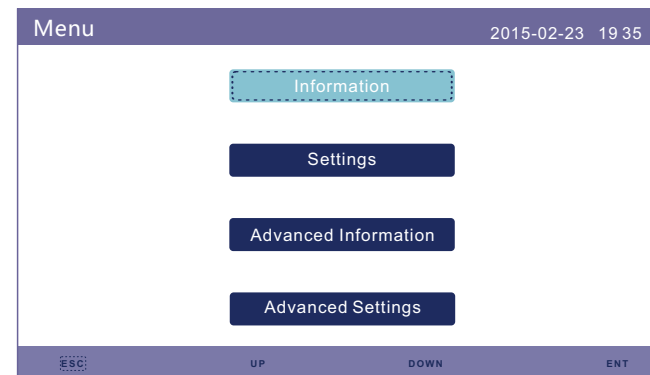 Menu 2015-02-23 19 35
Information
Settings
Advanced Information
Advanced Settings
ESC UP DOWN ENT